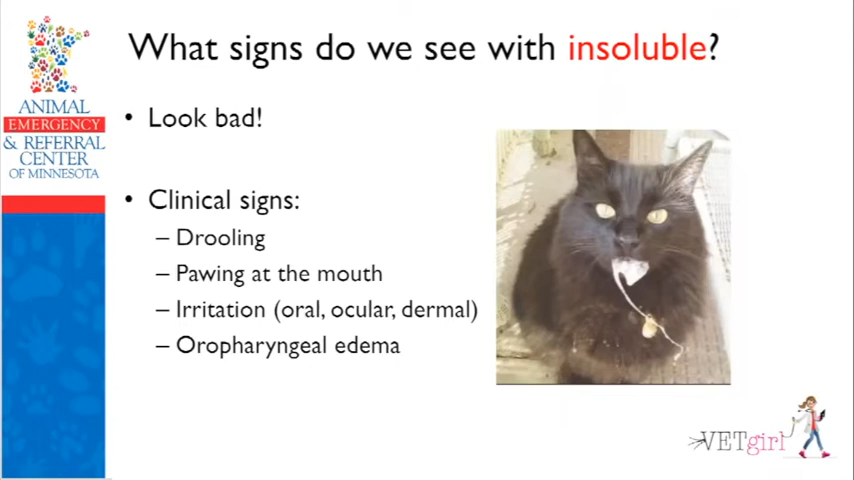 What signs do we see with insoluble?
ANIMAL
EMERGENCY
& REFERRAL
CENTER
OF MINNESOTA
• Look bad!
• Clinical signs:
– Drooling
– Pawing at the mouth
– Irritation (oral, ocular, dermal)
– Oropharyngeal edema
VETgirl